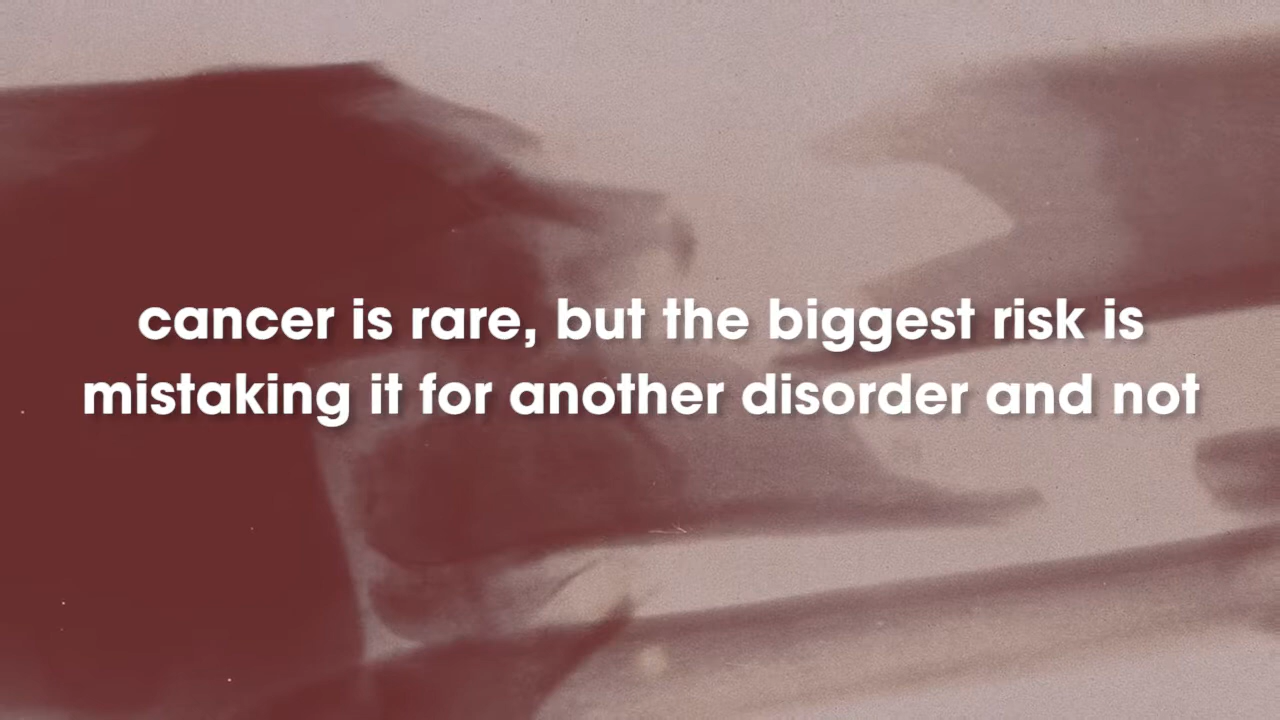 cancer is rare, but the biggest risk is
mistaking it for another disorder and not